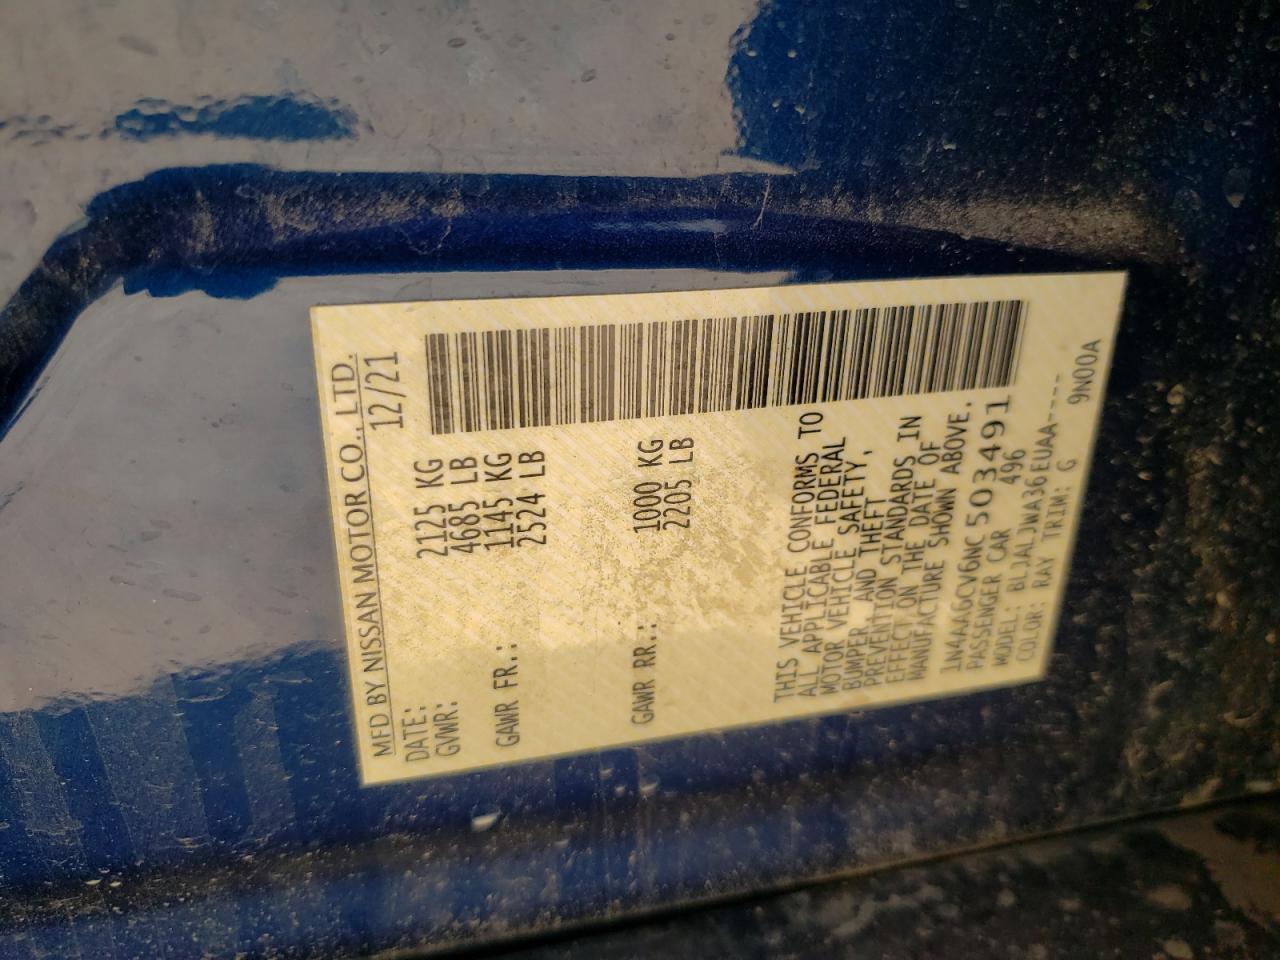 MFD BY NISSAN MOTOR CO., LTD.
DATE: 12/21
GVWR: 2125 KG
4685 LB
GAWR FR.: 1145 KG
2524 LB
GAWR RR.: 1000 KG
2205 LB
THIS VEHICLE CONFORMS TO
ALL APPLICABLE FEDERAL
MOTOR VEHICLE SAFETY,
BUMPER AND THEFT
PREVENTION STANDARDS IN
EFFECT ON THE DATE OF
MANUFACTURE SHOWN ABOVE.
1N4AA6CV6NC503491
PASSENGER CAR 496
MODEL: BLJALJWA36EUAA----
COLOR: RAY TRIM: G 9N00A